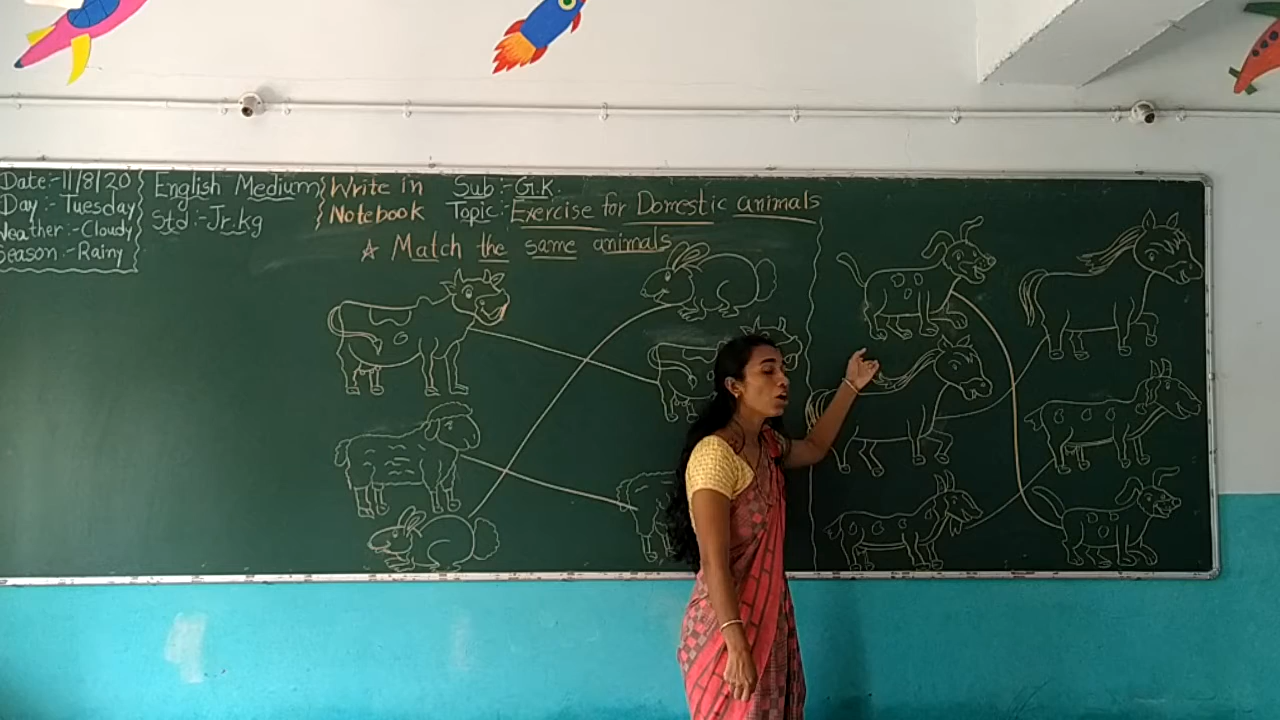 Date:-11/8/20
Day:- Tuesday
Weather:-Cloudy
Season:-Rainy
English Medium
Std:-Jr.kg
Write in
Notebook
Sub:-G.K.
Topic:-Exercise for Domestic animals
☆ Match the same animals